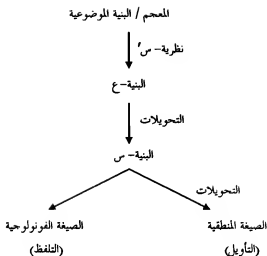 المعجم / البنية الموضوعية
نظرية- سَ
البنية-ع
التحويلات
البنية- س
التحويلات
الصيغة المنطقية
الصيغة الفونولوجية
(التأويل)
(التلفظ)